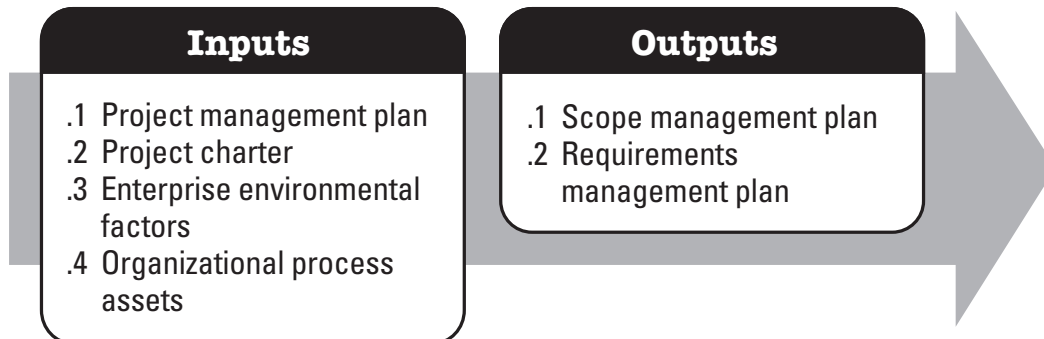 Inputs
.1 Project management plan
.2 Project charter
.3 Enterprise environmental
factors
.4 Organizational process
assets
Outputs
.1 Scope management plan
.2 Requirements
management plan